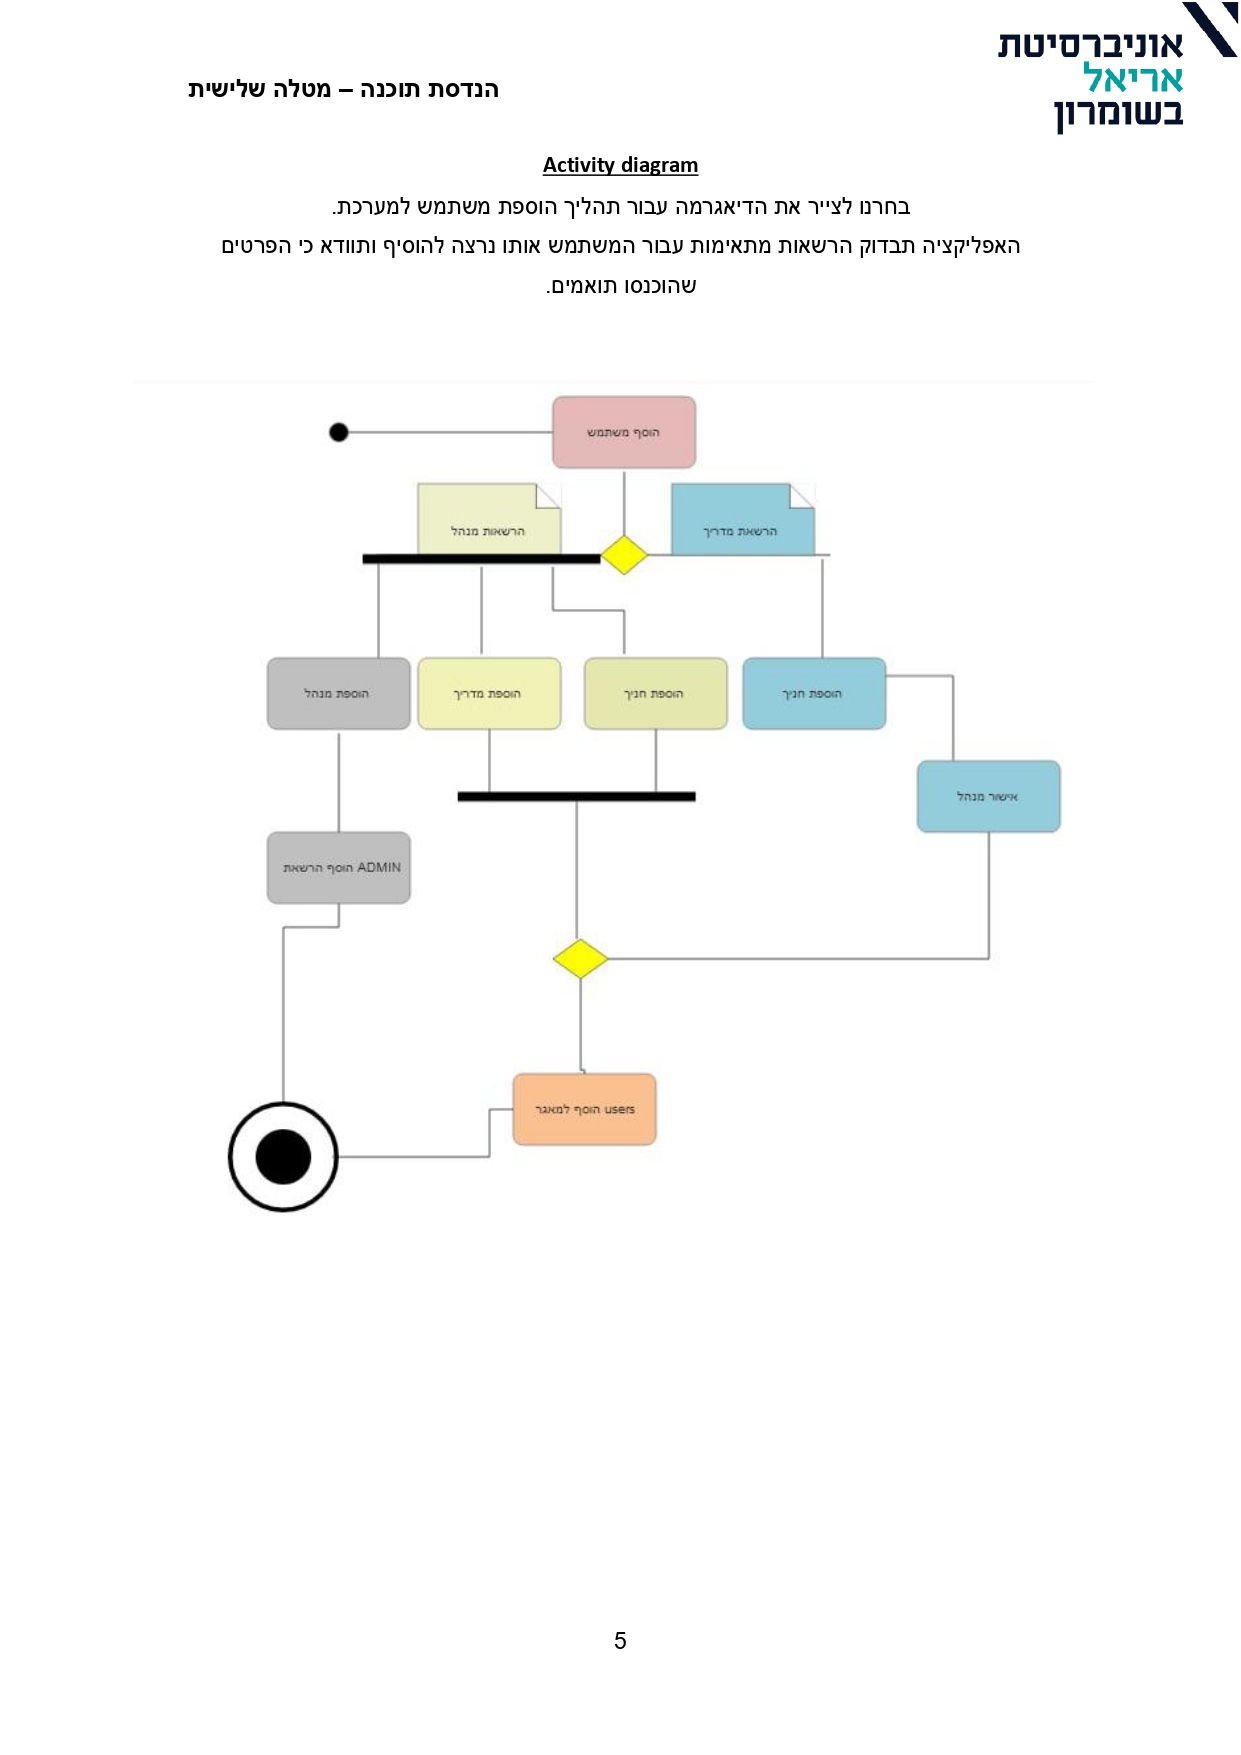 אוניברסיטת
אריאל
בשומרון
הנדסת תוכנה – מטלה שלישית
Activity diagram
בחרנו לצייר את הדיאגרמה עבור תהליך הוספת משתמש למערכת.
האפליקציה תבדוק הרשאות מתאימות עבור המשתמש אותו נרצה להוסיף ותוודא כי הפרטים
שהוכנסו תואמים.
הוסף משתמש
הרשאת מדריך
הרשאות מנהל
הוספת חניך
הוספת חניך
הוספת מדריך
הוספת מנהל
אישור מנהל
הוסף הרשאת ADMIN
הוסף למאגר users
5